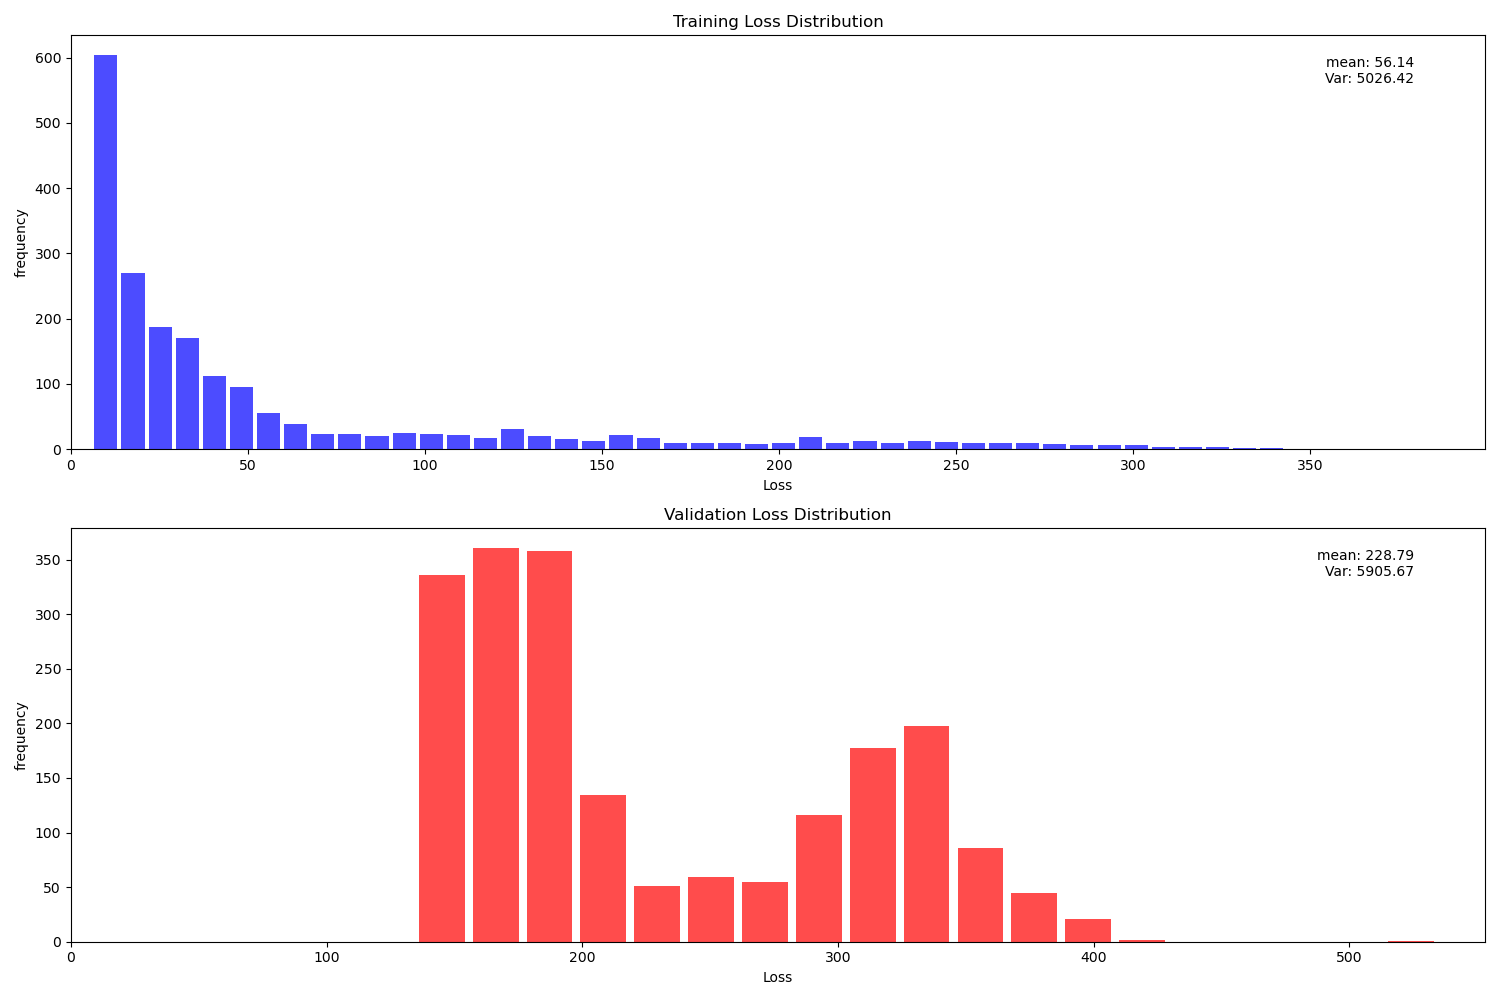 Training Loss Distribution
mean: 56.14
Var: 5026.42
600
500
400
300
200
100
0
frequency
0 50 100 150 200 250 300 350
Loss
Validation Loss Distribution
mean: 228.79
Var: 5905.67
350
300
250
200
150
100
50
0
frequency
0 100 200 300 400 500
Loss